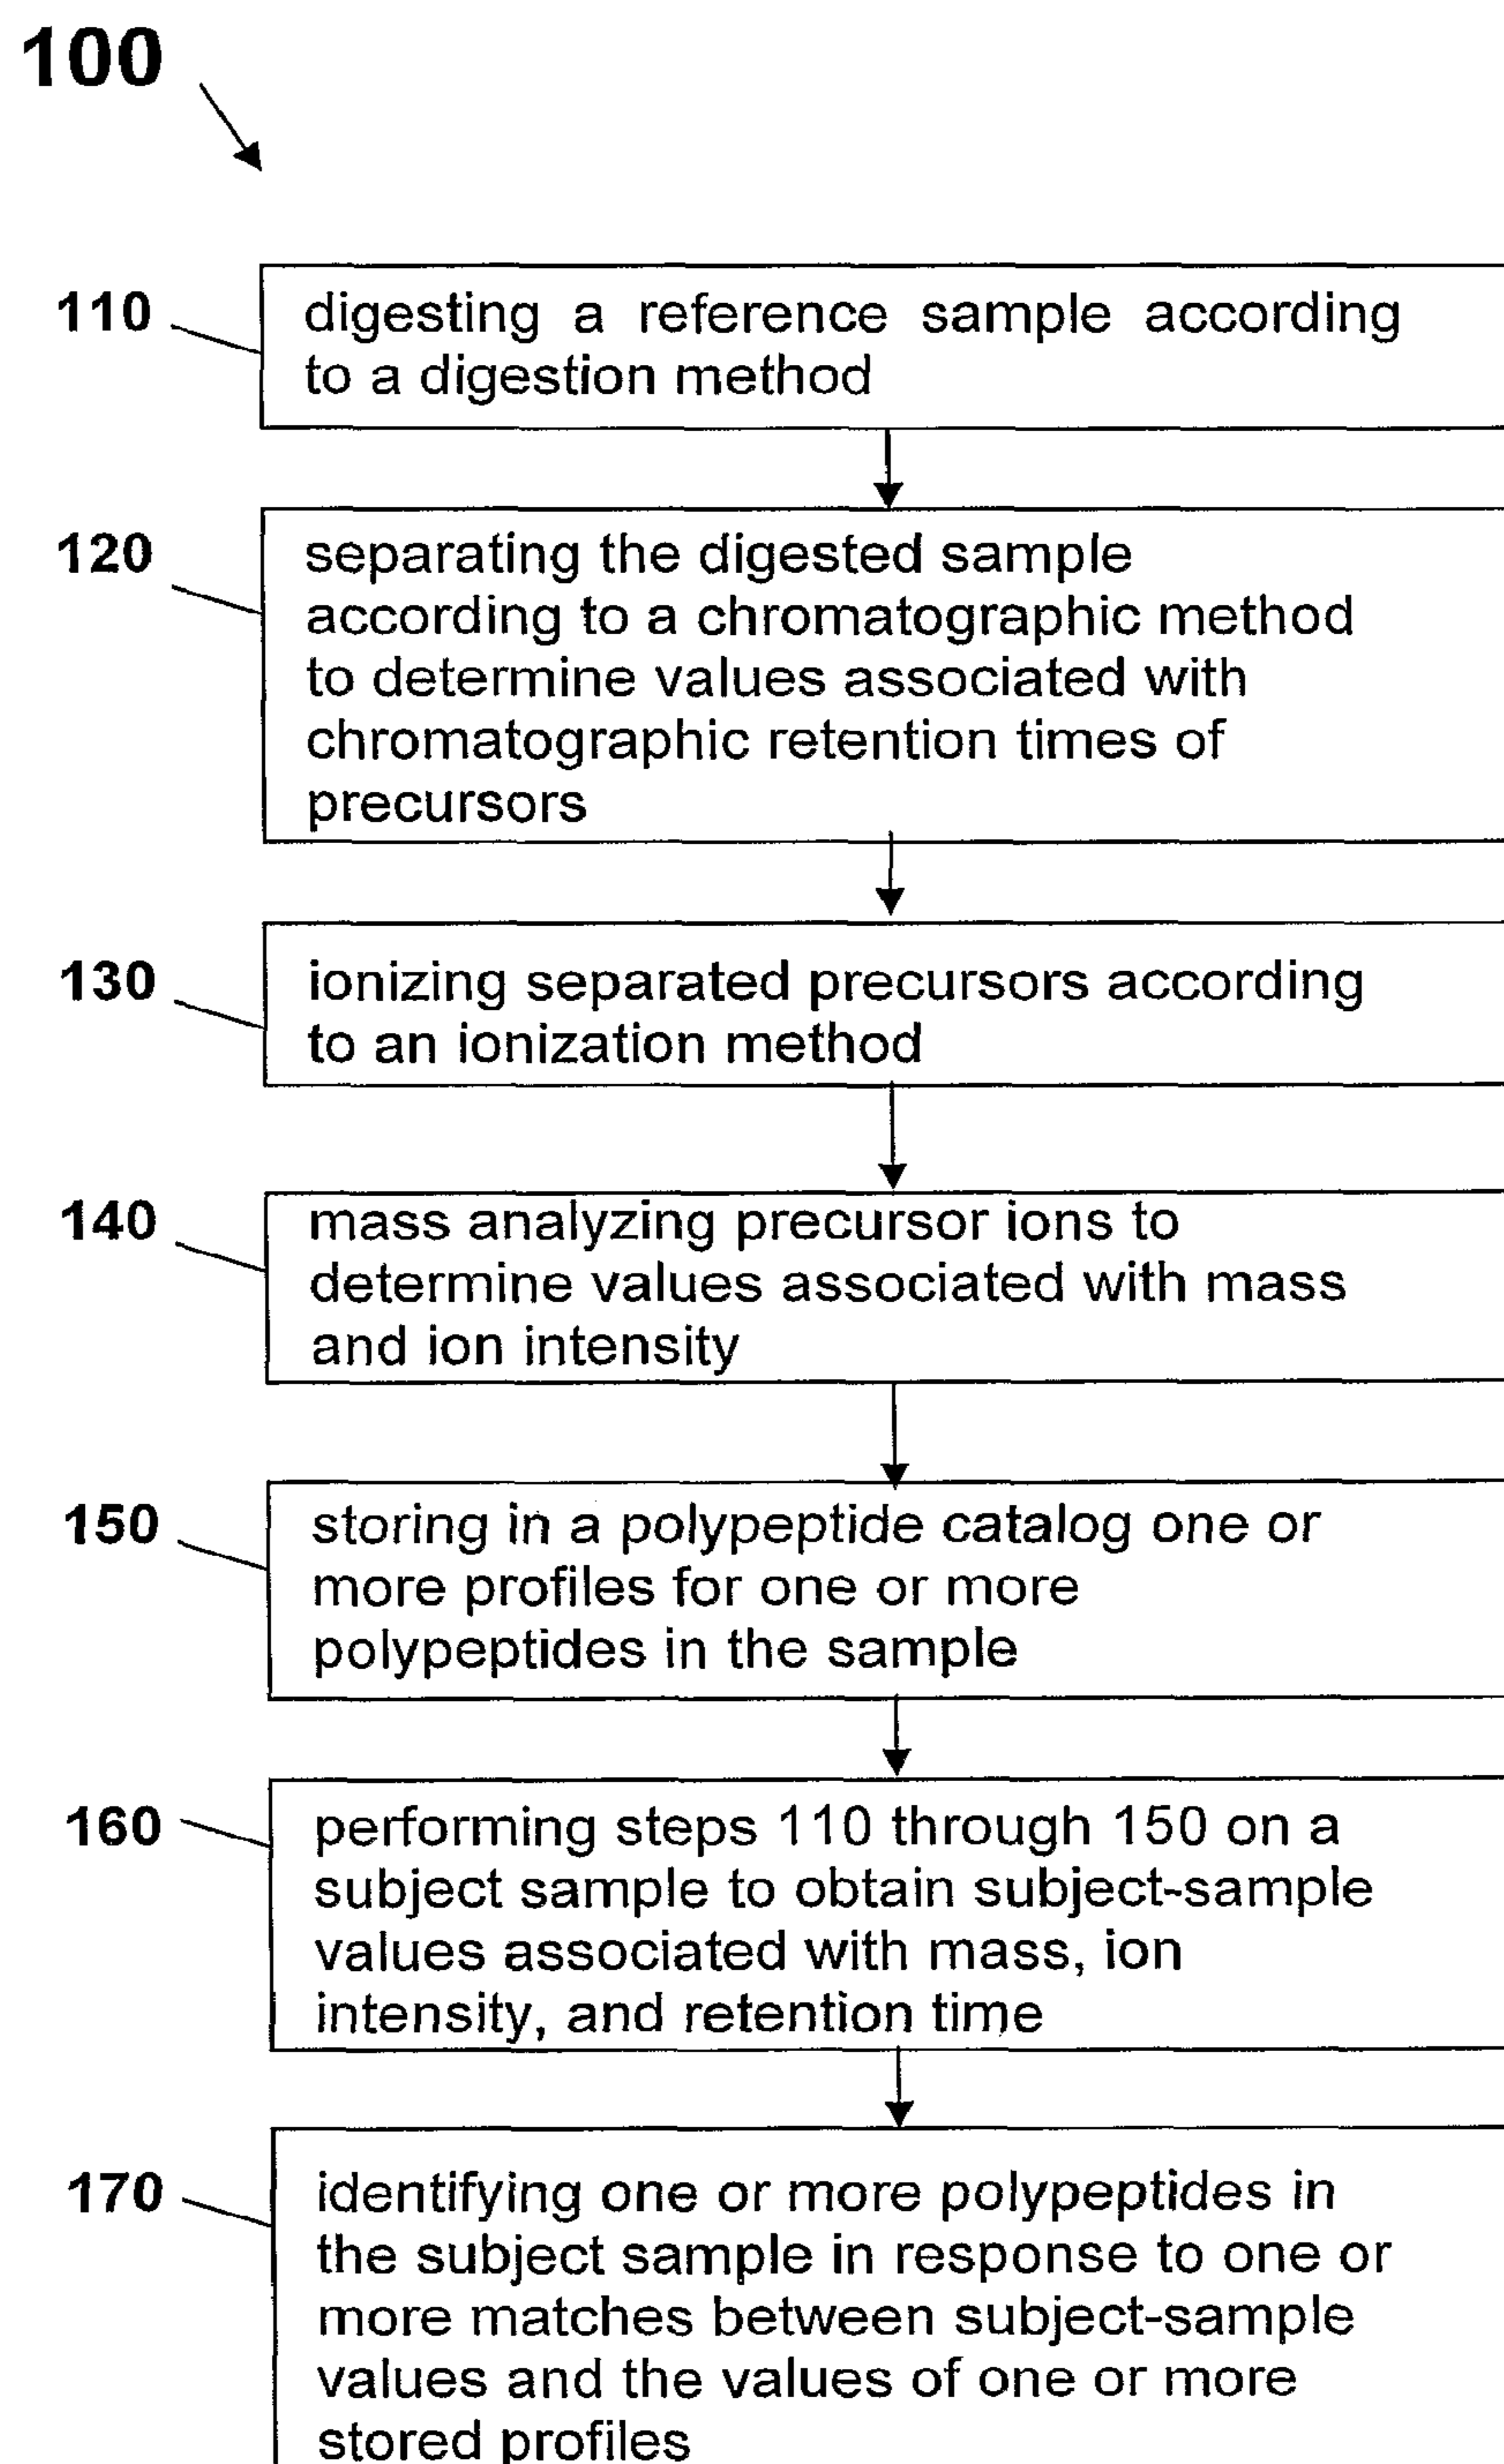 100
110
digesting a reference sample according
to a digestion method
120
separating the digested sample
according to a chromatographic method
to determine values associated with
chromatographic retention times of
precursors
130
ionizing separated precursors according
to an ionization method
140
mass analyzing precursor ions to
determine values associated with mass
and ion intensity
150
storing in a polypeptide catalog one or
more profiles for one or more
polypeptides in the sample
160
performing steps 110 through 150 on a
subject sample to obtain subject-sample
values associated with mass, ion
intensity, and retention time
170
identifying one or more polypeptides in
the subject sample in response to one or
more matches between subject-sample
values and the values of one or more
stored profiles